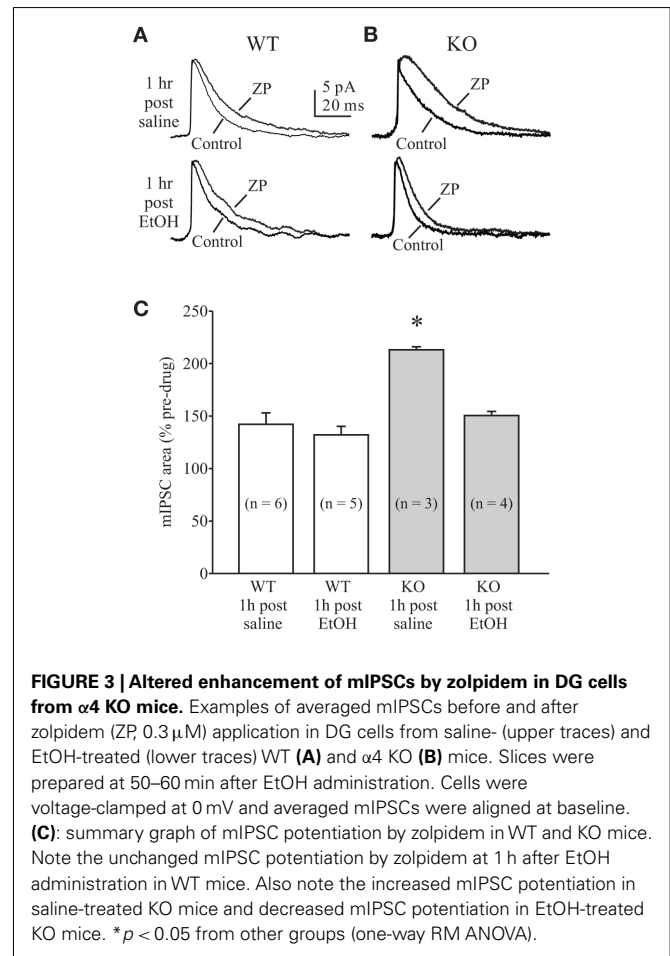 A WT B KO
1 hr
post
saline
ZP
5 pA
20 ms
Control
ZP
Control
1 hr
post
EtOH
ZP
Control
ZP
Control
C
250
200
150
100
50
0
mIPSC area (% pre-drug)
*
(n = 6) (n = 5) (n = 3) (n = 4)
WT WT KO KO
1h post 1h post 1h post 1h post
saline EtOH saline EtOH
FIGURE 3 | Altered enhancement of mIPSCs by zolpidem in DG cells
from α4 KO mice. Examples of averaged mIPSCs before and after
zolpidem (ZP, 0.3 μM) application in DG cells from saline- (upper traces) and
EtOH-treated (lower traces) WT (A) and α4 KO (B) mice. Slices were
prepared at 50–60 min after EtOH administration. Cells were
voltage-clamped at 0 mV and averaged mIPSCs were aligned at baseline.
(C): summary graph of mIPSC potentiation by zolpidem in WT and KO mice.
Note the unchanged mIPSC potentiation by zolpidem at 1 h after EtOH
administration in WT mice. Also note the increased mIPSC potentiation in
saline-treated KO mice and decreased mIPSC potentiation in EtOH-treated
KO mice. *p < 0.05 from other groups (one-way RM ANOVA).